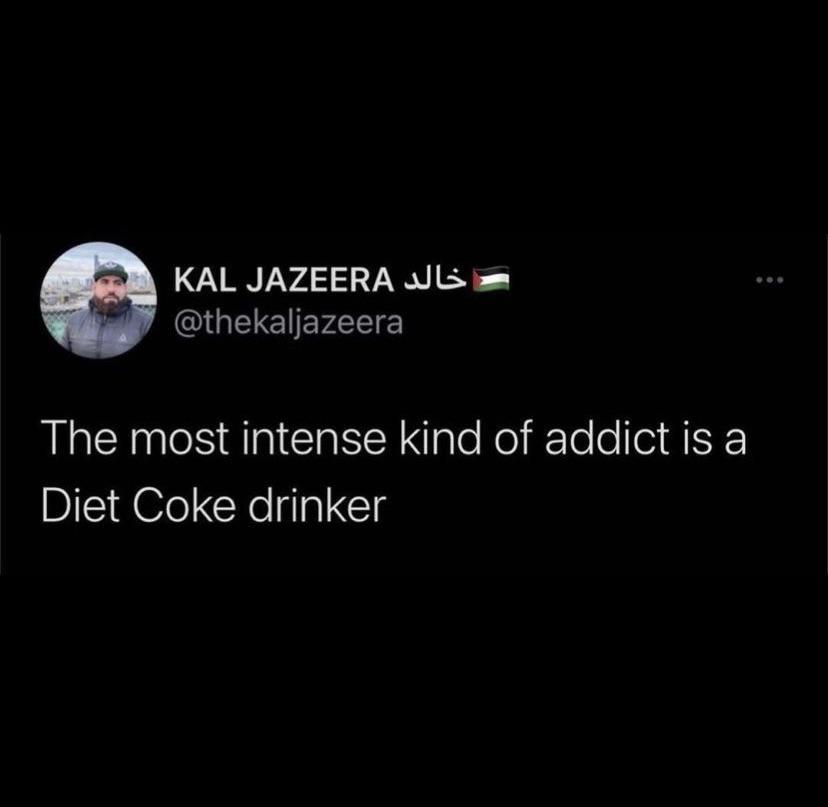 KAL JAZEERA خالد🇵🇸
@thekaljazeera
The most intense kind of addict is a
Diet Coke drinker